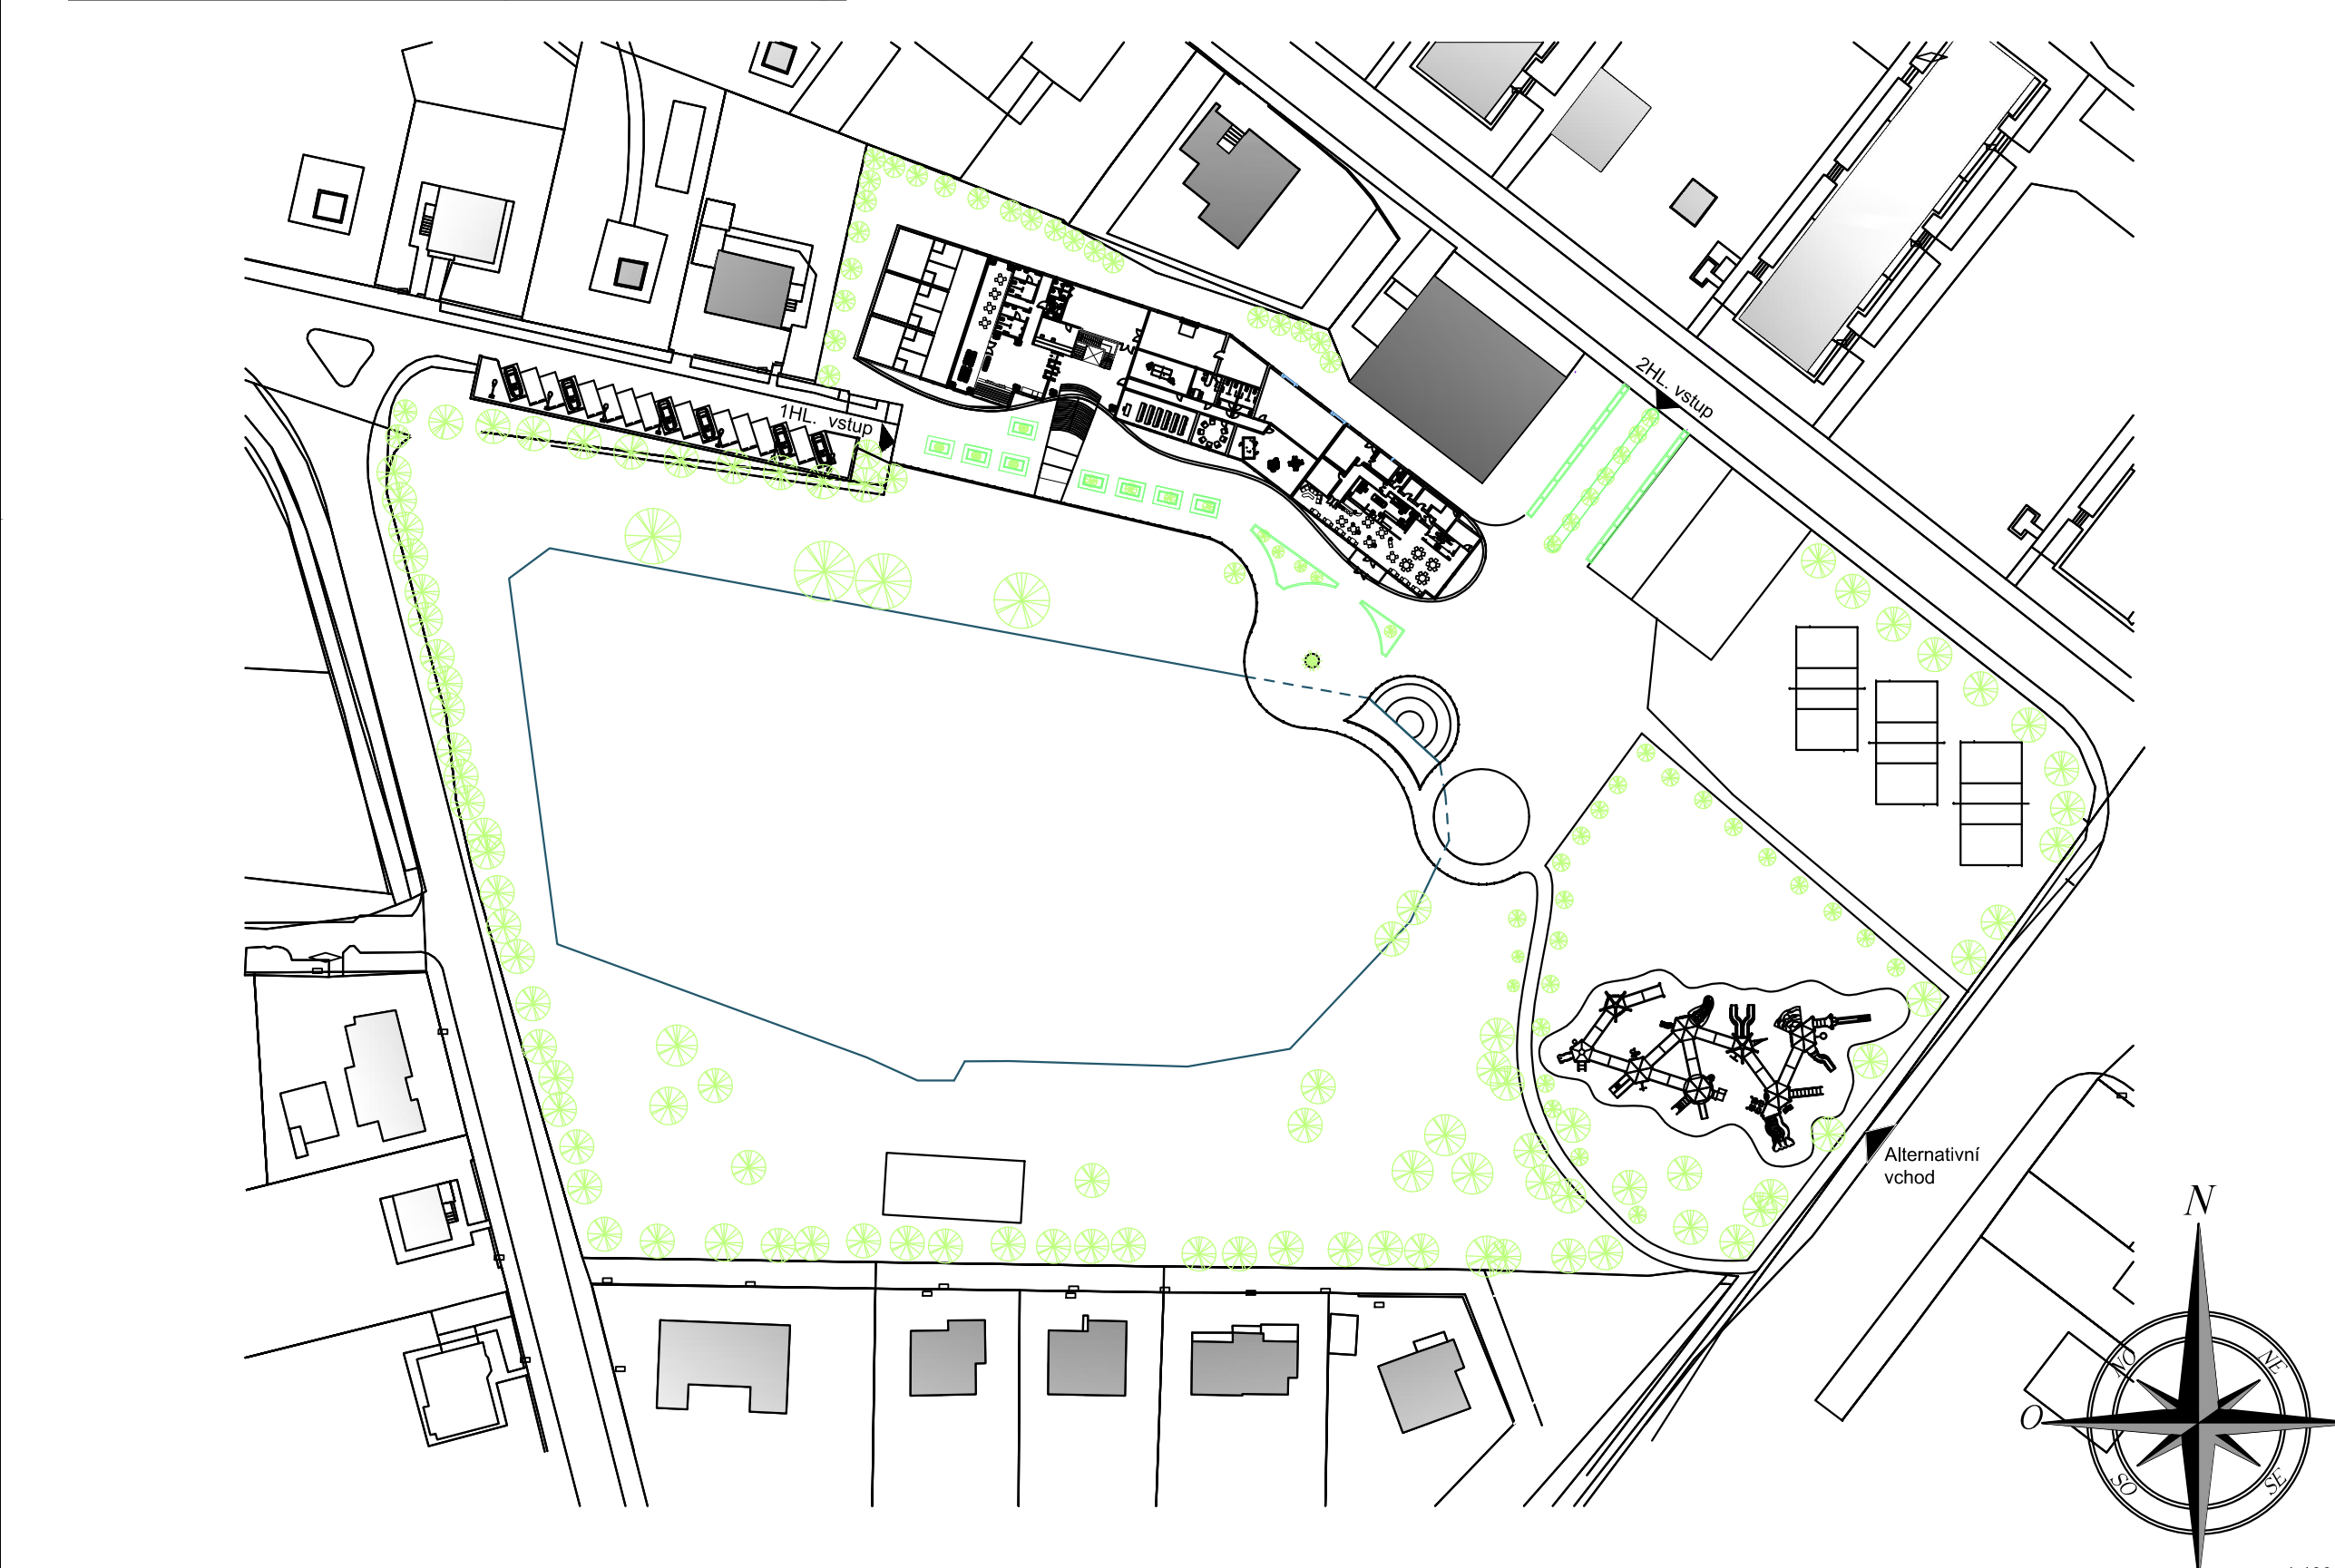 2HL. vstup
1HL. vstup
Alternativní
vchod
N
NO
NE
O
SO
SE